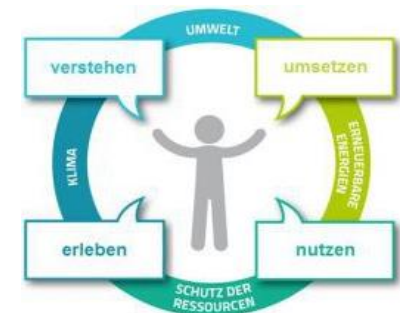 UMWELT
verstehen
umsetzen
KLIMA
ERNEUERBARE
ENERGIEN
erleben
nutzen
SCHUTZ DER
RESSOURCEN